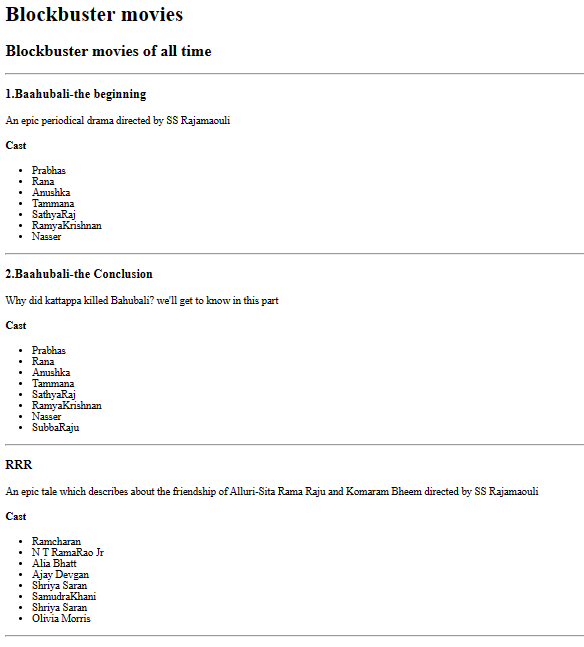 Blockbuster movies
Blockbuster movies of all time
1.Baahubali-the beginning
An epic periodical drama directed by SS Rajamaouli
Cast
Prabhas
Rana
Anushka
Tammana
SathyaRaj
RamyaKrishnan
Nasser
2.Baahubali-the Conclusion
Why did kattappa killed Bahubali? we'll get to know in this part
Cast
Prabhas
Rana
Anushka
Tammana
SathyaRaj
RamyaKrishnan
Nasser
SubbaRaju
RRR
An epic tale which describes about the friendship of Alluri-Sita Rama Raju and Komaram Bheem directed by SS Rajamaouli
Cast
Ramcharan
N T RamaRao Jr
Alia Bhatt
Ajay Devgan
Shriya Saran
SamudraKhani
Shriya Saran
Olivia Morris